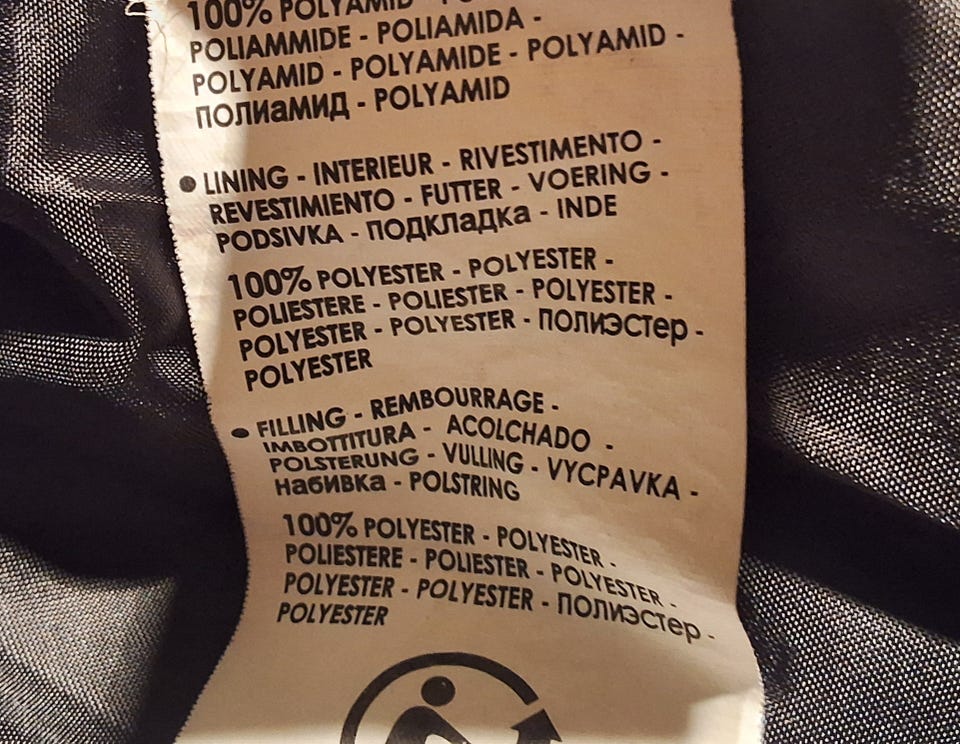 100% POLYAMID -
POLIAMMIDE - POLIAMIDA -
POLYAMID - POLYAMIDE - POLYAMID -
ПОЛИАМИД - POLYAMID
• LINING - INTERIEUR - RIVESTIMENTO -
REVESTIMIENTO - FUTTER - VOERING -
PODSIVKA - ПОДКЛАДКА - INDE
100% POLYESTER - POLYESTER -
POLIESTERE - POLIESTER - POLYESTER -
POLYESTER - POLYESTER - ПОЛИЭСТЕР -
POLYESTER
• FILLING - REMBOURRAGE -
IMBOTTITURA - ACOLCHADO -
POLSTERUNG - VULLING - VYCPAVKA -
НАБИВКА - POLSTRING
100% POLYESTER - POLYESTER -
POLIESTERE - POLIESTER - POLYESTER -
POLYESTER - POLYESTER - ПОЛИЭСТЕР -
POLYESTER